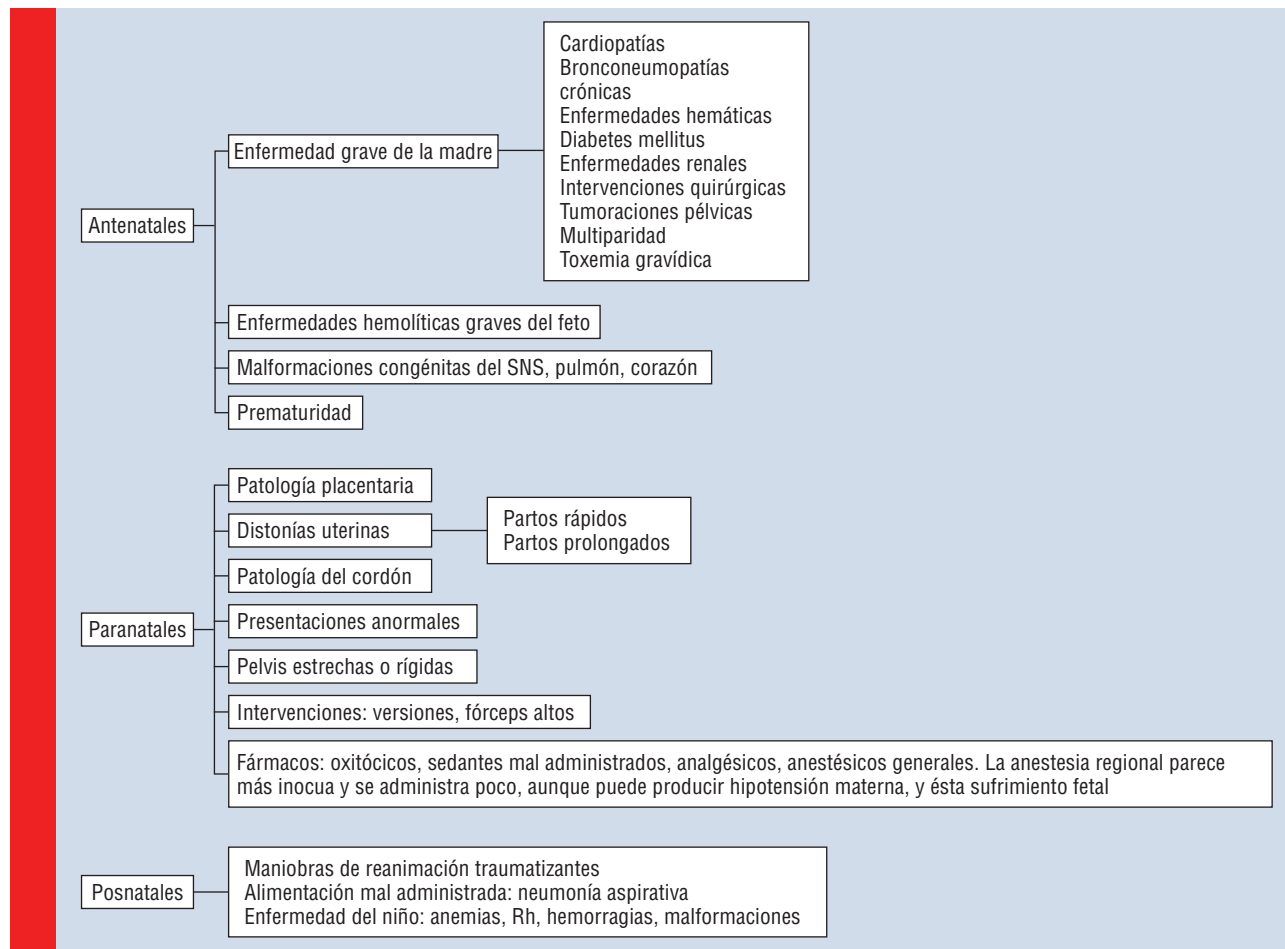 Antenatales
Enfermedad grave de la madre
Cardiopatías
Bronconeumopatías
crónicas
Enfermedades hemáticas
Diabetes mellitus
Enfermedades renales
Intervenciones quirúrgicas
Tumoraciones pélvicas
Multiparidad
Toxemia gravídica
Enfermedades hemolíticas graves del feto
Malformaciones congénitas del SNS, pulmón, corazón
Prematuridad
Paranatales
Patología placentaria
Distonías uterinas
Partos rápidos
Partos prolongados
Patología del cordón
Presentaciones anormales
Pelvis estrechas o rígidas
Intervenciones: versiones, fórceps altos
Fármacos: oxitócicos, sedantes mal administrados, analgésicos, anestésicos generales. La anestesia regional parece
más inocua y se administra poco, aunque puede producir hipotensión materna, y ésta sufrimiento fetal
Posnatales
Maniobras de reanimación traumatizantes
Alimentación mal administrada: neumonía aspirativa
Enfermedad del niño: anemias, Rh, hemorragias, malformaciones